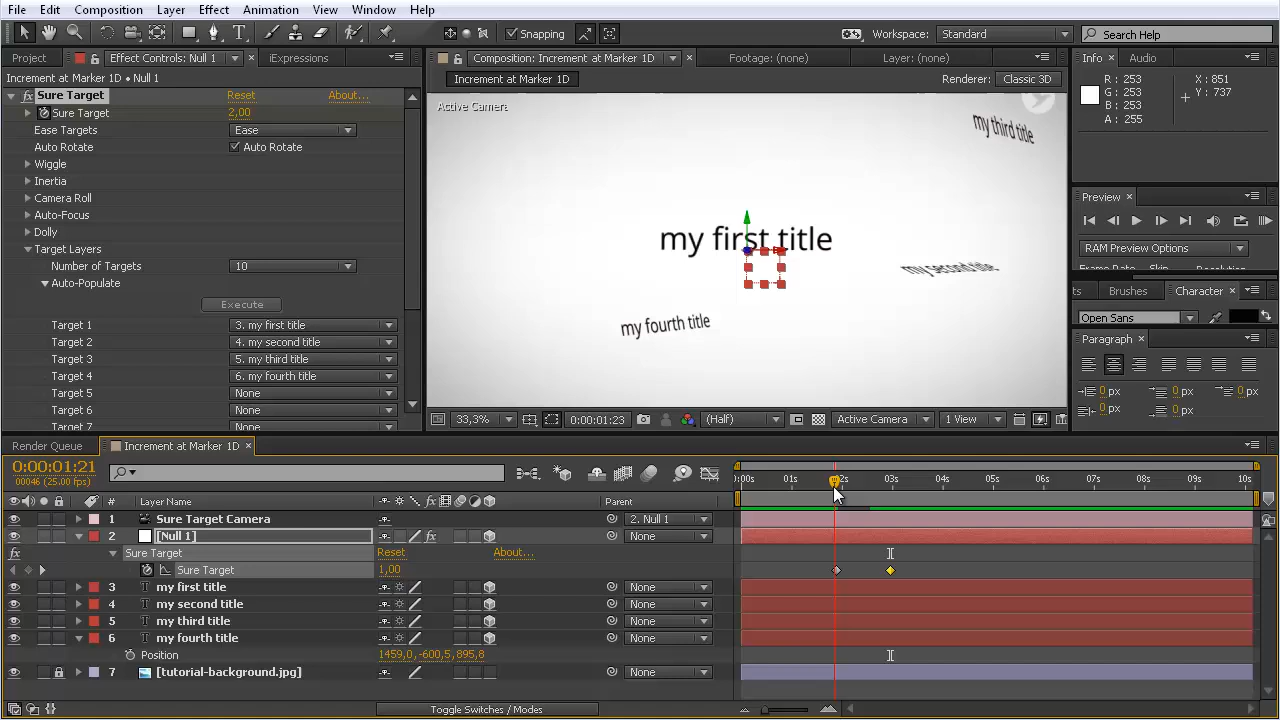 File Edit Composition Layer Effect Animation View Window Help
Snapping Workspace: Standard Search Help
Project Effect Controls: Null 1 iExpressions
Increment at Marker 1D • Null 1
fx Sure Target Reset About...
Sure Target 2,00
Ease Targets Ease
Auto Rotate Auto Rotate
Wiggle
Inertia
Camera Roll
Auto-Focus
Dolly
Target Layers
Number of Targets 10
Auto-Populate
Execute
Target 1 3. my first title
Target 2 4. my second title
Target 3 5. my third title
Target 4 6. my fourth title
Target 5 None
Target 6 None
Target 7 None
Composition: Increment at Marker 1D Footage: (none) Layer: (none)
Increment at Marker 1D Renderer: Classic 3D
Active Camera
my third title
my first title
my second title
my fourth title
33,3% 0:00:01:23 (Half) Active Camera 1 View
Info Audio
R : 253 X : 851
G : 253 Y : 737
B : 253
A : 255
Preview
RAM Preview Options
Frame Rate Skip
ts Brushes Character
Open Sans
Paragraph
0 px 0 px 0 px
0 px 0 px
Render Queue Increment at Marker 1D
0:00:01:21
00046 (25.00 fps)
# Layer Name Parent
:00s 01s 02s 03s 04s 05s 06s 07s 08s 09s 10s
1 Sure Target Camera 2. Null 1
2 [Null 1] fx None
fx Sure Target Reset About...
Sure Target 1,00
3 T my first title None
4 T my second title None
5 T my third title None
6 T my fourth title None
Position 1459,0,-600,5,895,8
7 [tutorial-background.jpg] None
Toggle Switches / Modes